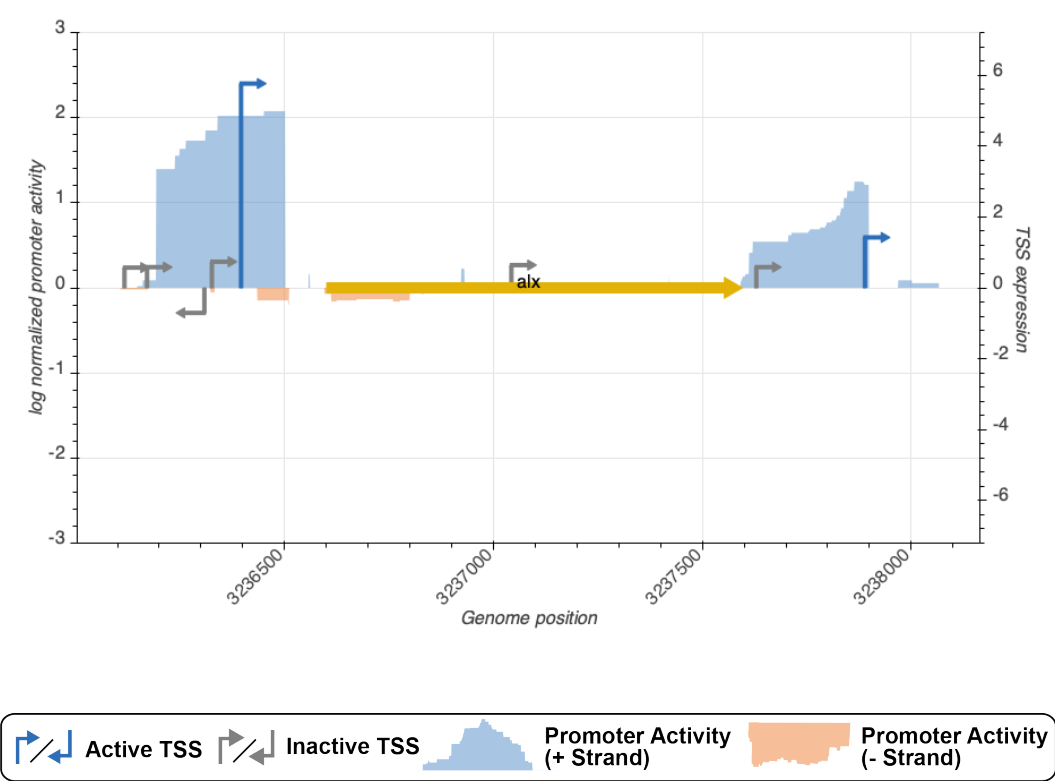 3
2
1
0
-1
-2
-3
log normalized promoter activity
6
4
2
0
-2
-4
-6
TSS expression
alx
3236500
3237000
3237500
3238000
Genome position
Active TSS
Inactive TSS
Promoter Activity
(+ Strand)
Promoter Activity
(- Strand)